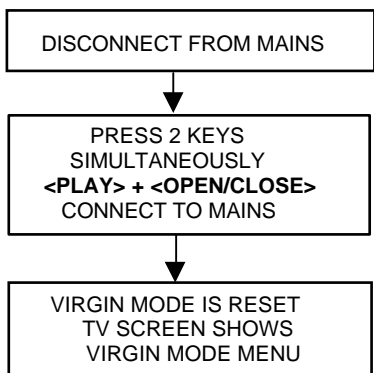 DISCONNECT FROM MAINS
PRESS 2 KEYS
SIMULTANEOUSLY
<PLAY> + <OPEN/CLOSE>
CONNECT TO MAINS
VIRGIN MODE IS RESET
TV SCREEN SHOWS
VIRGIN MODE MENU